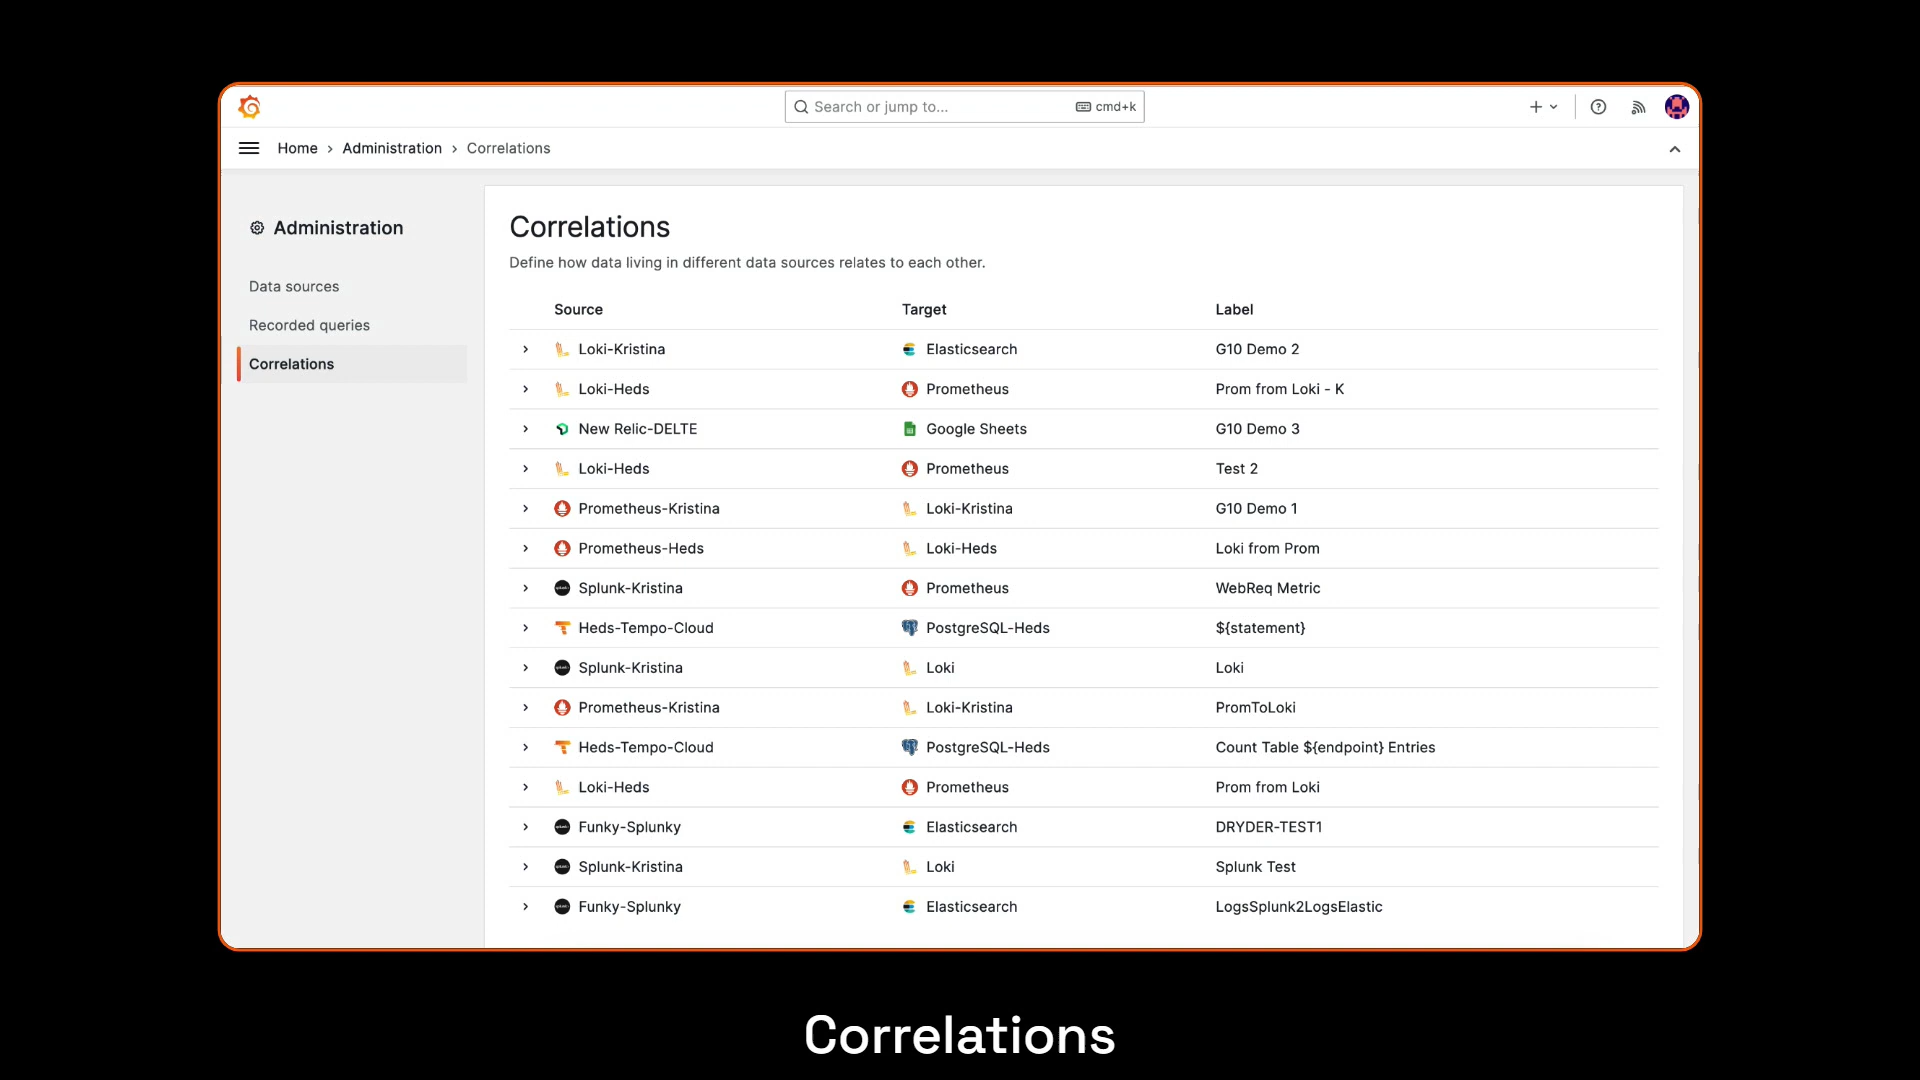 Search or jump to... cmd+k
Home › Administration › Correlations
Administration
Data sources
Recorded queries
Correlations
Correlations
Define how data living in different data sources relates to each other.
Source Target Label
Loki-Kristina Elasticsearch G10 Demo 2
Loki-Heds Prometheus Prom from Loki - K
New Relic-DELTE Google Sheets G10 Demo 3
Loki-Heds Prometheus Test 2
Prometheus-Kristina Loki-Kristina G10 Demo 1
Prometheus-Heds Loki-Heds Loki from Prom
Splunk-Kristina Prometheus WebReq Metric
Heds-Tempo-Cloud PostgreSQL-Heds ${statement}
Splunk-Kristina Loki Loki
Prometheus-Kristina Loki-Kristina PromToLoki
Heds-Tempo-Cloud PostgreSQL-Heds Count Table ${endpoint} Entries
Loki-Heds Prometheus Prom from Loki
Funky-Splunky Elasticsearch DRYDER-TEST1
Splunk-Kristina Loki Splunk Test
Funky-Splunky Elasticsearch LogsSplunk2LogsElastic
Correlations